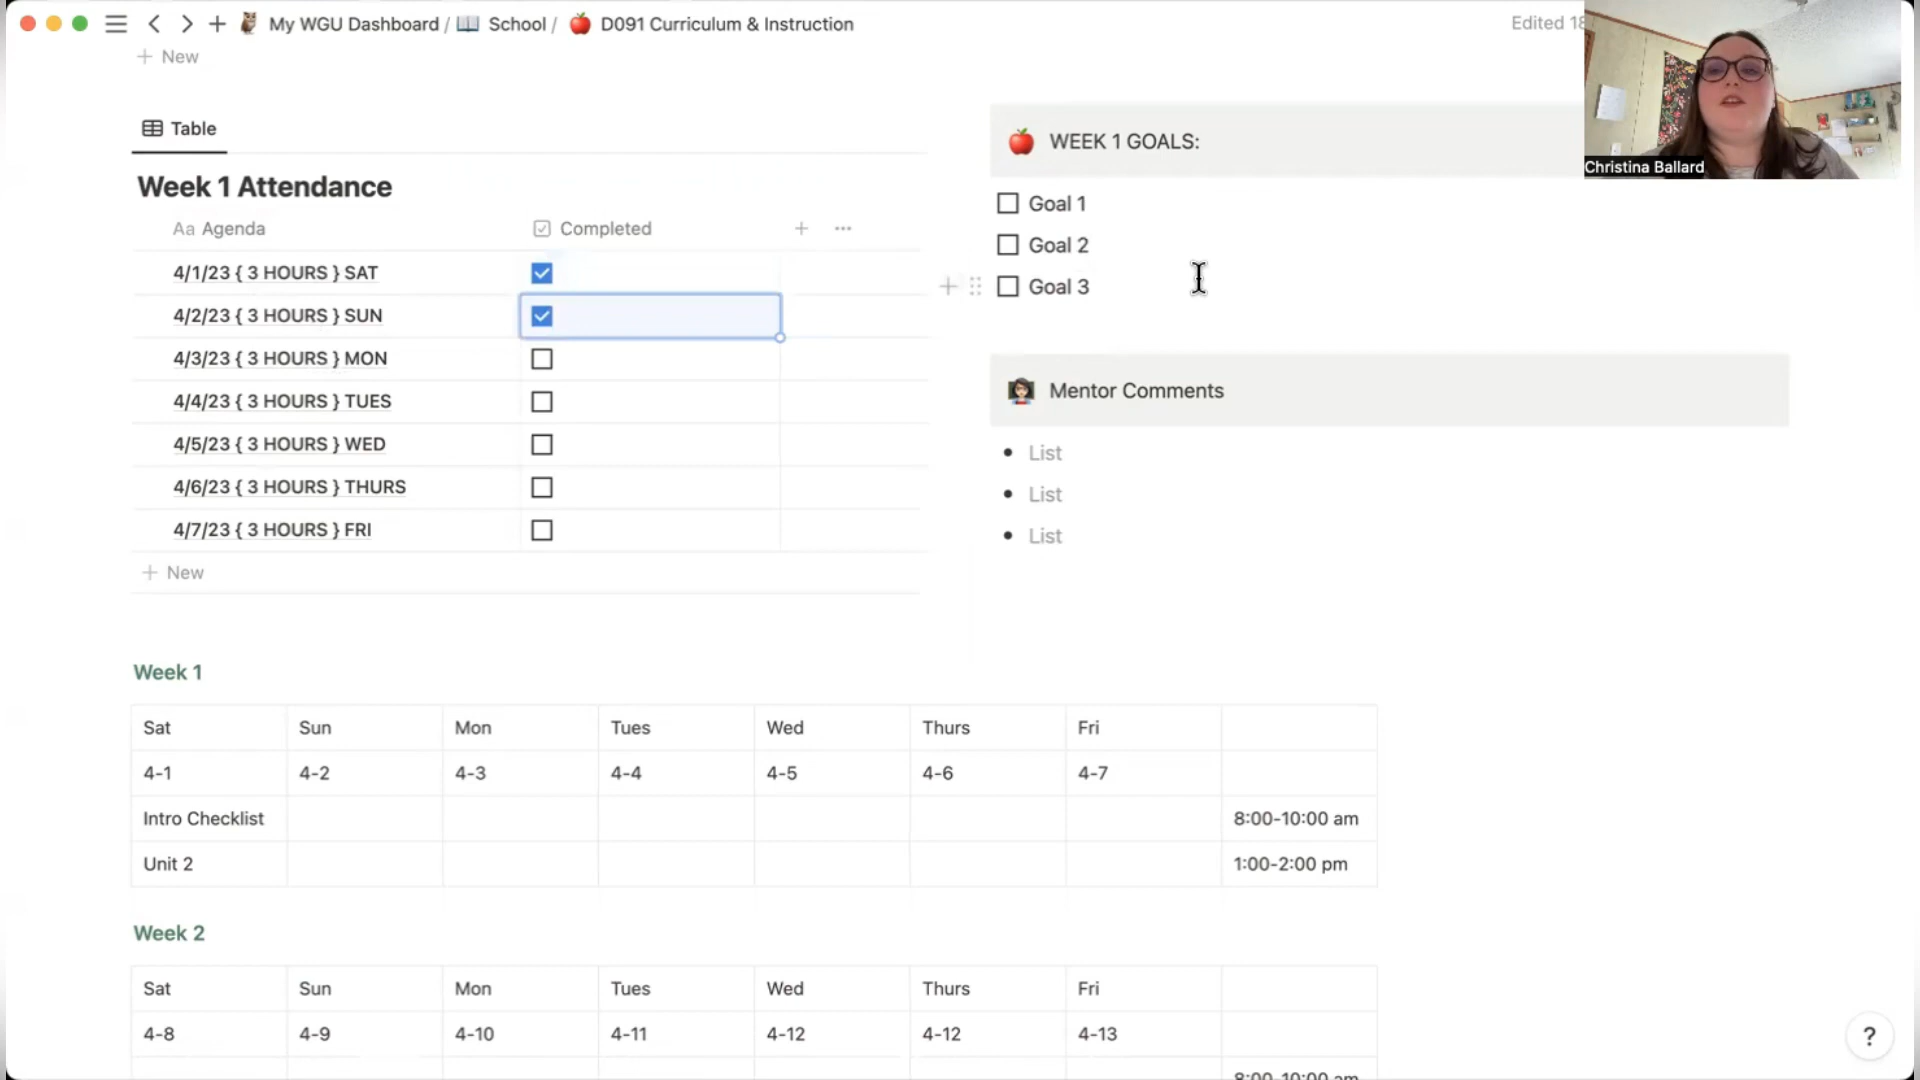 My WGU Dashboard / School / D091 Curriculum & Instruction
Edited 18
+ New
Table
Week 1 Attendance
Aa Agenda Completed + ...
4/1/23 { 3 HOURS } SAT
4/2/23 { 3 HOURS } SUN
4/3/23 { 3 HOURS } MON
4/4/23 { 3 HOURS } TUES
4/5/23 { 3 HOURS } WED
4/6/23 { 3 HOURS } THURS
4/7/23 { 3 HOURS } FRI
+ New
WEEK 1 GOALS:
Goal 1
Goal 2
Goal 3
Mentor Comments
• List
• List
• List
Christina Ballard
Week 1
Sat Sun Mon Tues Wed Thurs Fri
4-1 4-2 4-3 4-4 4-5 4-6 4-7
Intro Checklist 8:00-10:00 am
Unit 2 1:00-2:00 pm
Week 2
Sat Sun Mon Tues Wed Thurs Fri
4-8 4-9 4-10 4-11 4-12 4-12 4-13
8:00-10:00 am
?